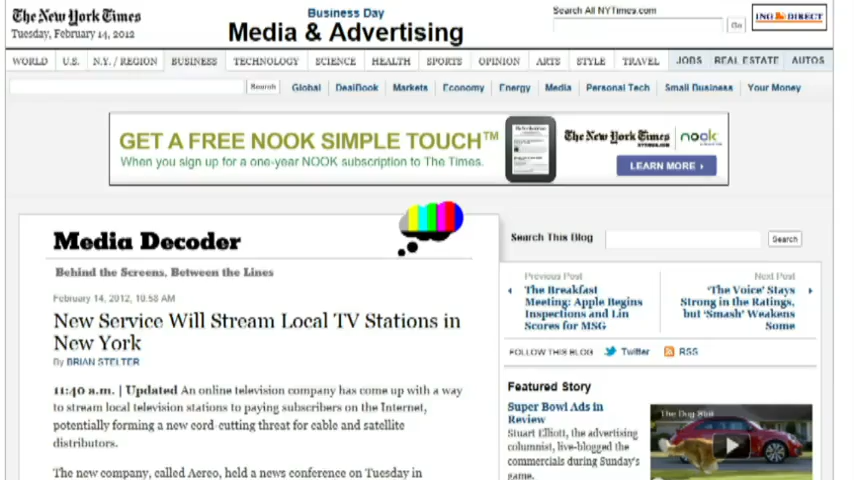 The New York Times
Tuesday, February 14, 2012
Business Day
Media & Advertising
Search All NYTimes.com
Go
ING DIRECT
WORLD U.S. N.Y. / REGION BUSINESS TECHNOLOGY SCIENCE HEALTH SPORTS OPINION ARTS STYLE TRAVEL JOBS REAL ESTATE AUTOS
Search Global DealBook Markets Economy Energy Media Personal Tech Small Business Your Money
GET A FREE NOOK SIMPLE TOUCH™
When you sign up for a one-year NOOK subscription to The Times.
The New York Times
nook
LEARN MORE ›
Media Decoder
Behind the Screens, Between the Lines
February 14, 2012, 10:58 AM
New Service Will Stream Local TV Stations in
New York
By BRIAN STELTER
11:40 a.m. | Updated An online television company has come up with a way
to stream local television stations to paying subscribers on the Internet,
potentially forming a new cord-cutting threat for cable and satellite
distributors.
The new company, called Aereo, held a news conference on Tuesday in
Search This Blog
Search
Previous Post
The Breakfast
Meeting: Apple Begins
Inspections and Lin
Scores for MSG
Next Post
'The Voice' Stays
Strong in the Ratings,
but 'Smash' Weakens
Some
FOLLOW THIS BLOG Twitter RSS
Featured Story
Super Bowl Ads in
Review
Stuart Elliott, the advertising
columnist, live-blogged the
commercials during Sunday's
game.
The Dog Strikes